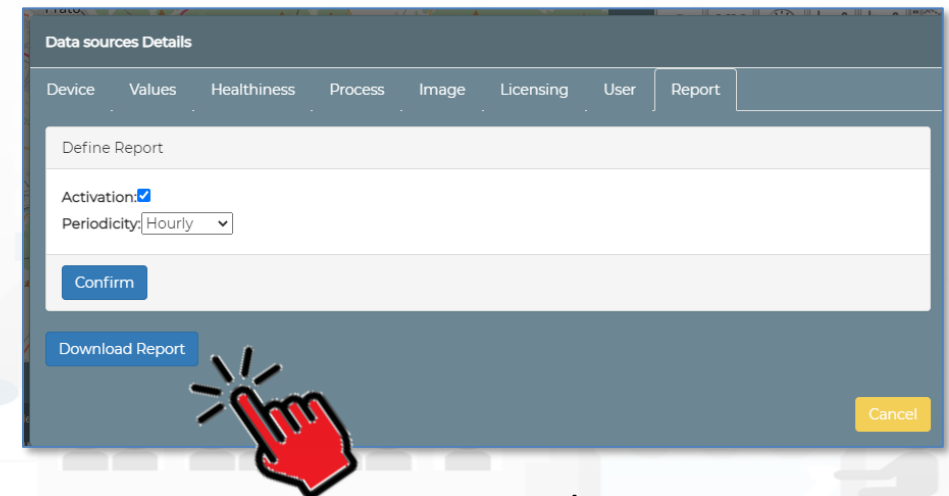 Prato,
Data sources Details
Device Values Healthiness Process Image Licensing User Report
Define Report
Activation:
Periodicity: Hourly
Confirm
Download Report
Cancel